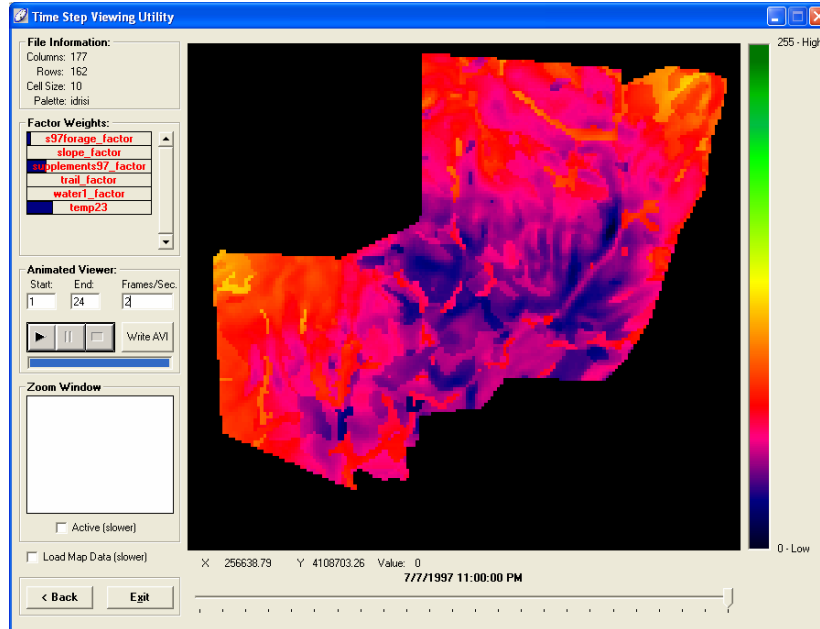 Time Step Viewing Utility
File Information:
Columns: 177
Rows: 162
Cell Size: 10
Palette: idrisi
Factor Weights:
s97forage_factor
slope_factor
supplements97_factor
trail_factor
water1_factor
temp23
Animated Viewer:
Start: End: Frames/Sec.
1 24 2
Write AVI
Zoom Window
Active (slower)
Load Map Data (slower)
< Back Exit
255 - High
0 - Low
X 256638.79 Y 4108703.26 Value: 0
7/7/1997 11:00:00 PM